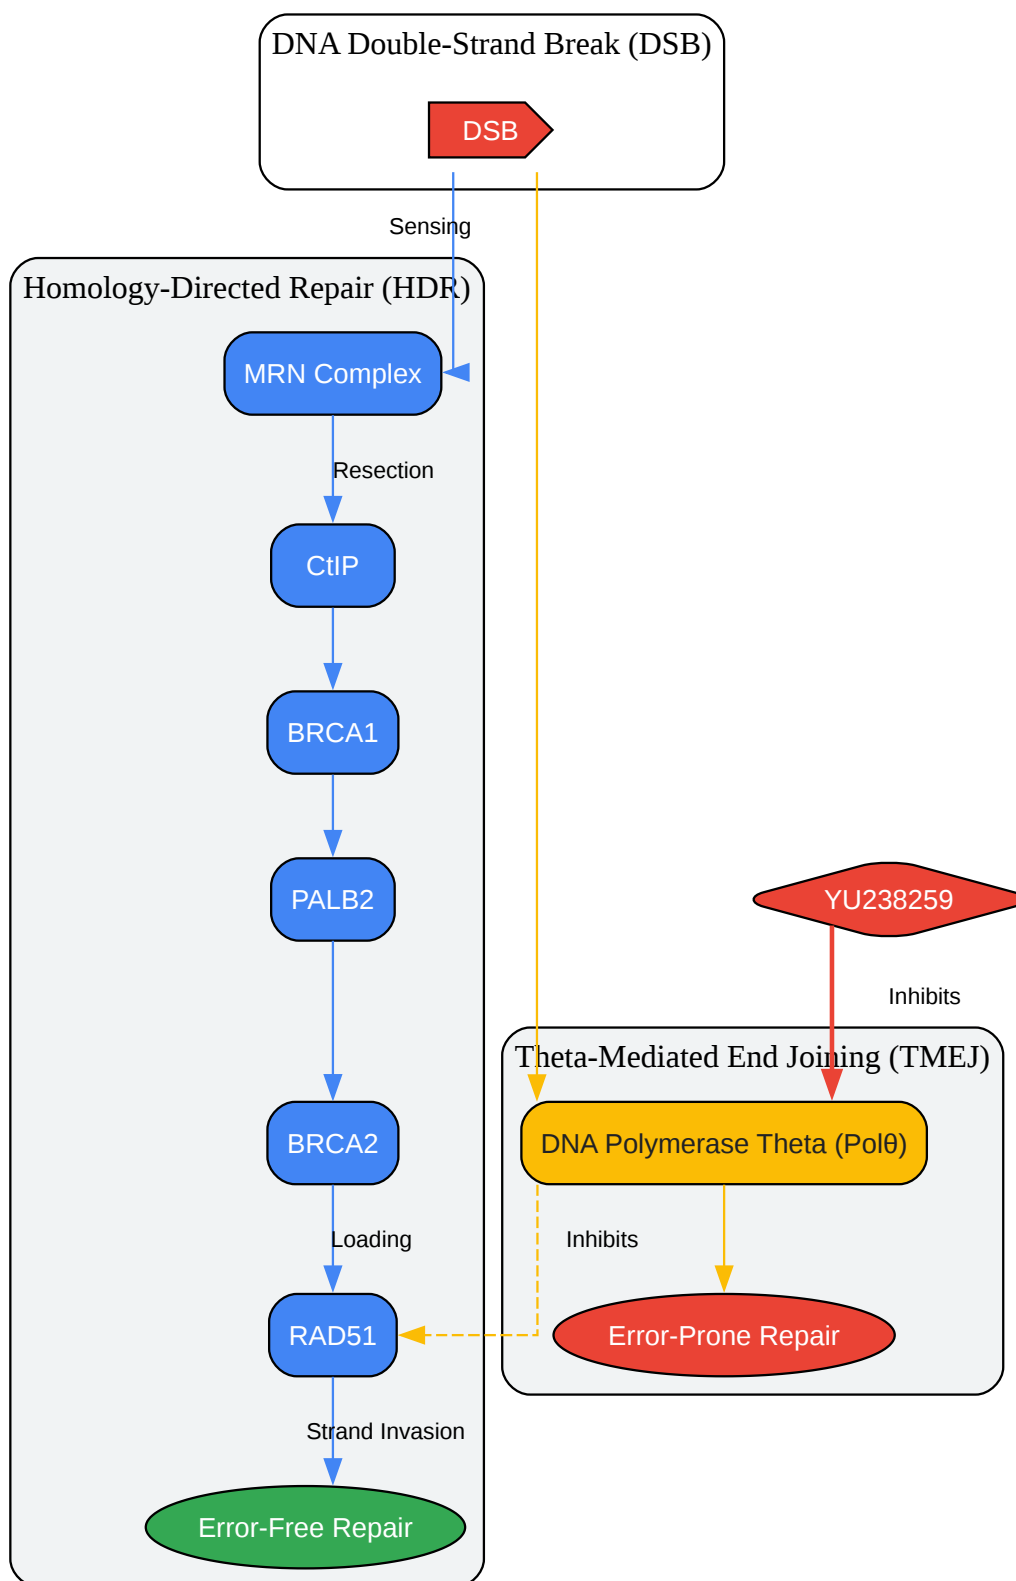 DNA Double-Strand Break (DSB)
DSB
Sensing
Homology-Directed Repair (HDR)
MRN Complex
Resection
CtIP
BRCA1
PALB2
YU238259
Inhibits
Theta-Mediated End Joining (TMEJ)
BRCA2
DNA Polymerase Theta (Polθ)
Loading
Inhibits
RAD51
Error-Prone Repair
Strand Invasion
Error-Free Repair